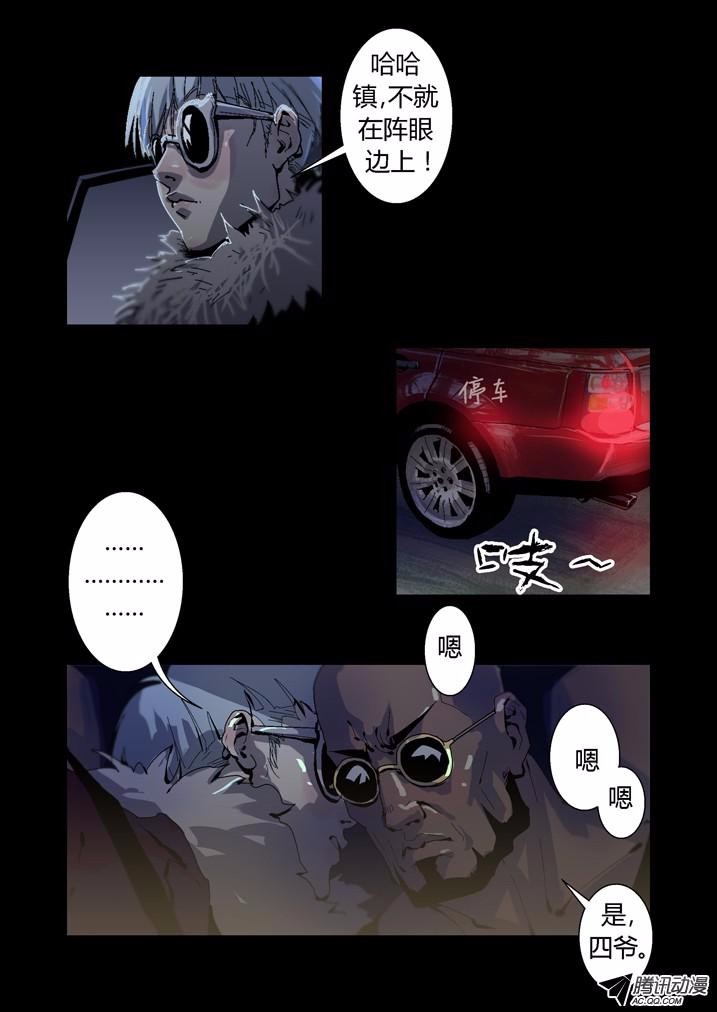 哈哈
镇,不就
在阵眼
边上！
停车
吱~
……
…………
……
嗯
嗯
嗯
是,
四爷。
腾讯动漫
AC.QQ.COM